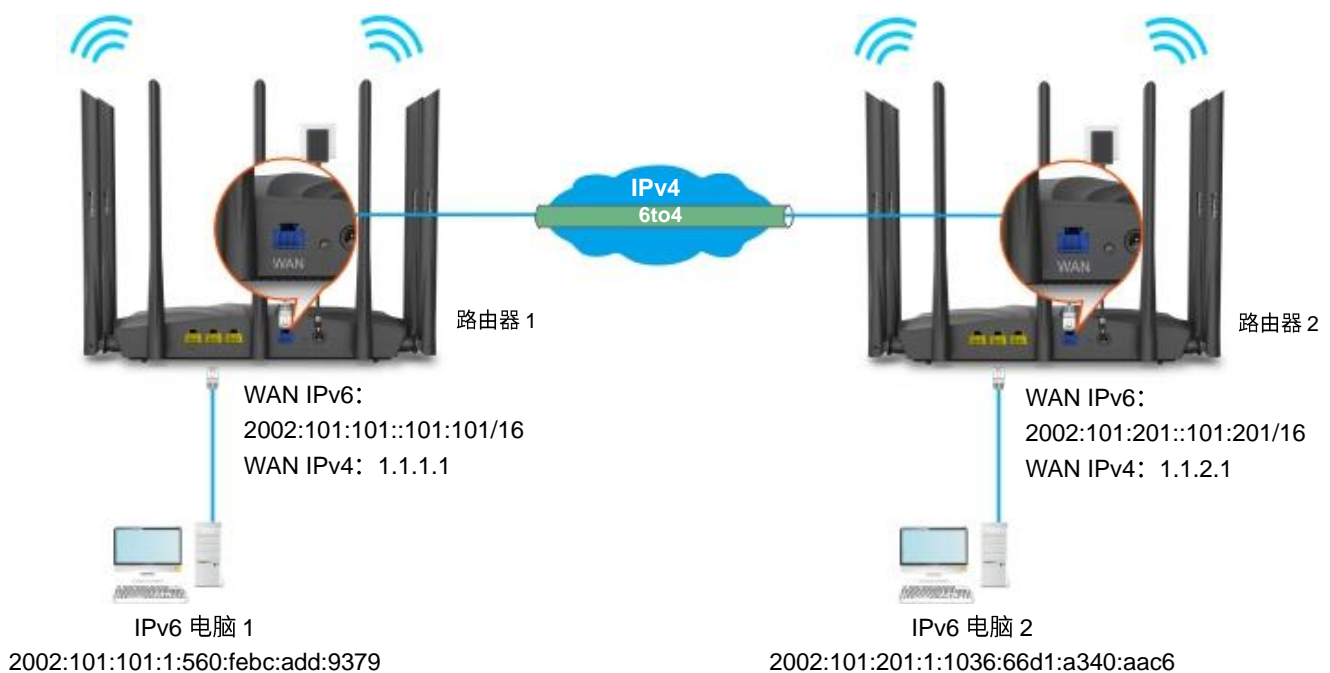 IPv4
6to4
WAN
WAN
路由器 1
路由器 2
WAN IPv6：
2002:101:101::101:101/16
WAN IPv4：1.1.1.1
WAN IPv6：
2002:101:201::101:201/16
WAN IPv4：1.1.2.1
IPv6 电脑 1
2002:101:101:1:560:febc:add:9379
IPv6 电脑 2
2002:101:201:1:1036:66d1:a340:aac6